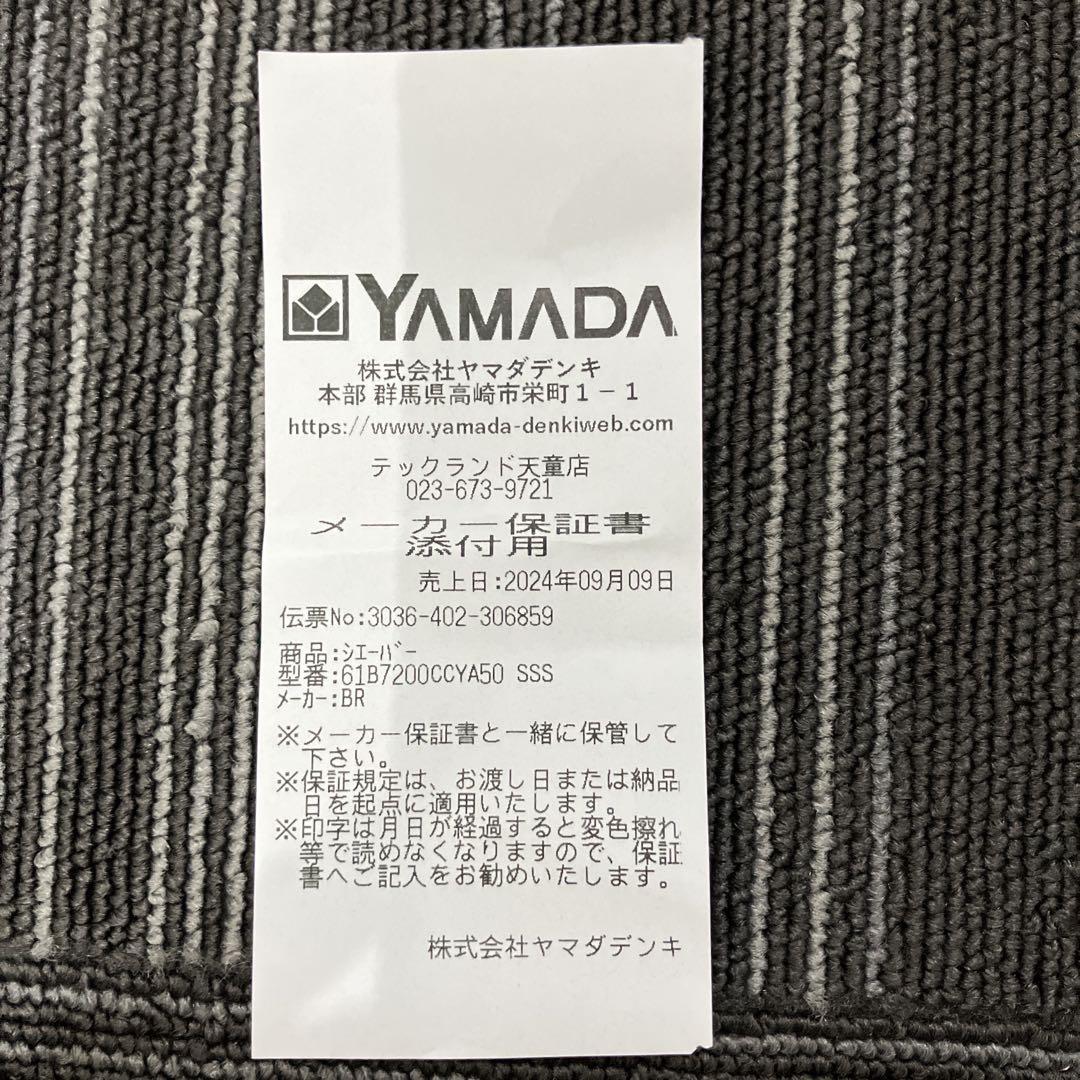 YAMADA
株式会社ヤマダデンキ
本部 群馬県高崎市栄町１－１
https://www.yamada-denkiweb.com
テックランド天童店
023-673-9721
メーカー保証書
添付用
売上日:2024年09月09日
伝票No:3036-402-306859
商品:ｼｴｰﾊﾞｰ
型番:61B7200CCYA50 SSS
ﾒｰｶｰ:BR
※メーカー保証書と一緒に保管して
下さい。
※保証規定は、お渡し日または納品
日を起点に適用いたします。
※印字は月日が経過すると変色擦れ
等で読めなくなりますので、保証
書へご記入をお勧めいたします。
株式会社ヤマダデンキ